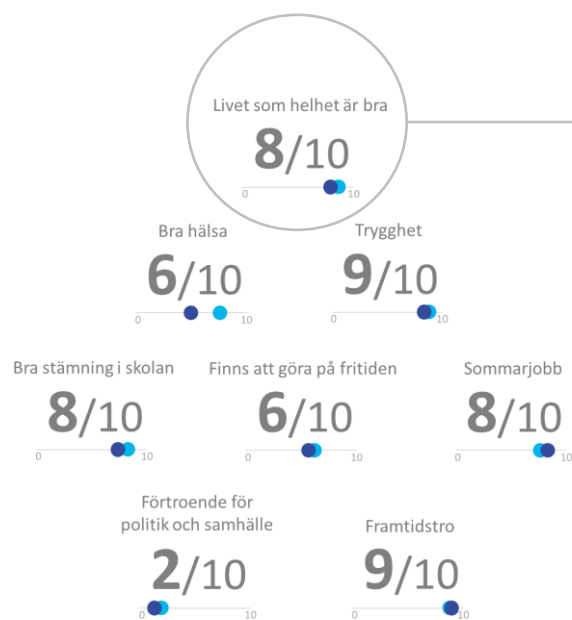 Livet som helhet är bra
8/10
0 10
Bra hälsa Trygghet
6/10 9/10
0 10 0 10
Bra stämning i skolan Finns att göra på fritiden Sommarjobb
8/10 6/10 8/10
0 10 0 10 0 10
Förtroende för
politik och samhälle Framtidstro
2/10 9/10
0 10 0 10